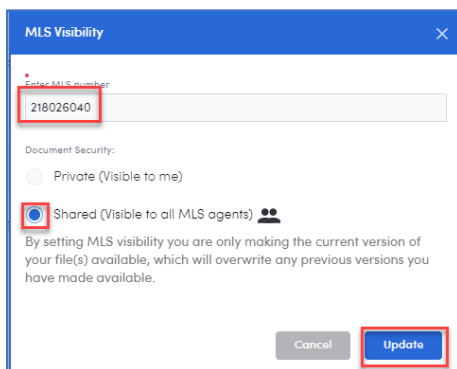 MLS Visibility
Enter MLS number
218026040
Document Security:
Private (Visible to me)
Shared (Visible to all MLS agents)
By setting MLS visibility you are only making the current version of
your file(s) available, which will overwrite any previous versions you
have made available.
Cancel Update